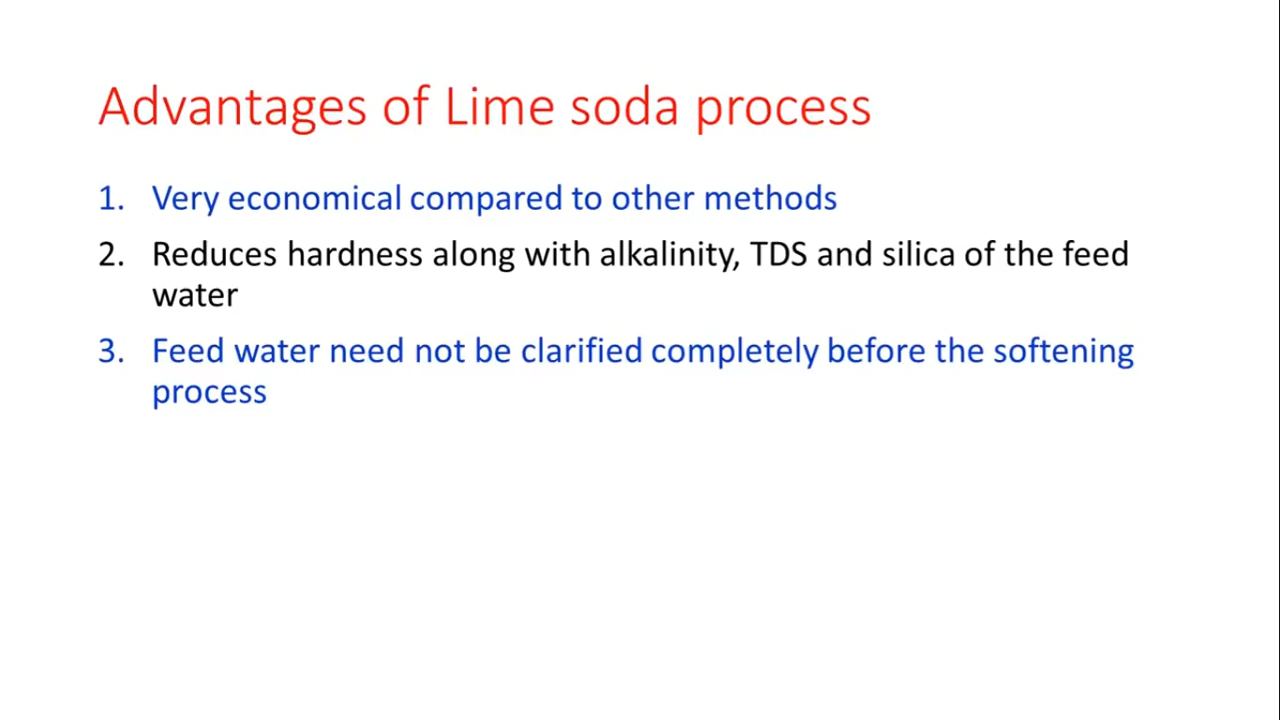 Advantages of Lime soda process
1. Very economical compared to other methods
2. Reduces hardness along with alkalinity, TDS and silica of the feed
water
3. Feed water need not be clarified completely before the softening
process